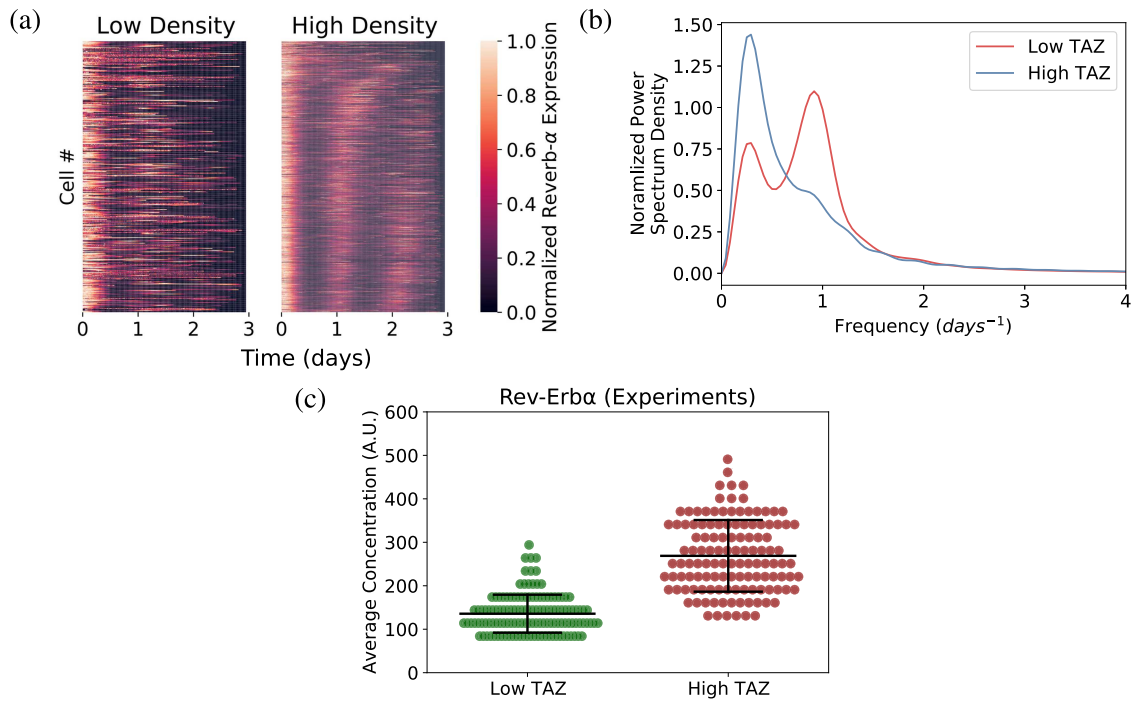 (a)
Low Density
High Density
Cell #
0
1
2
3
0
1
2
3
Time (days)
1.0
0.8
0.6
0.4
0.2
0.0
Normalized Reverb-α Expression
(b)
1.50
1.25
1.00
0.75
0.50
0.25
0.00
Noramlized Power
Spectrum Density
Low TAZ
High TAZ
0
1
2
3
4
Frequency (days⁻¹)
(c)
Rev-Erbα (Experiments)
Average Concentration (A.U.)
600
500
400
300
200
100
0
Low TAZ
High TAZ